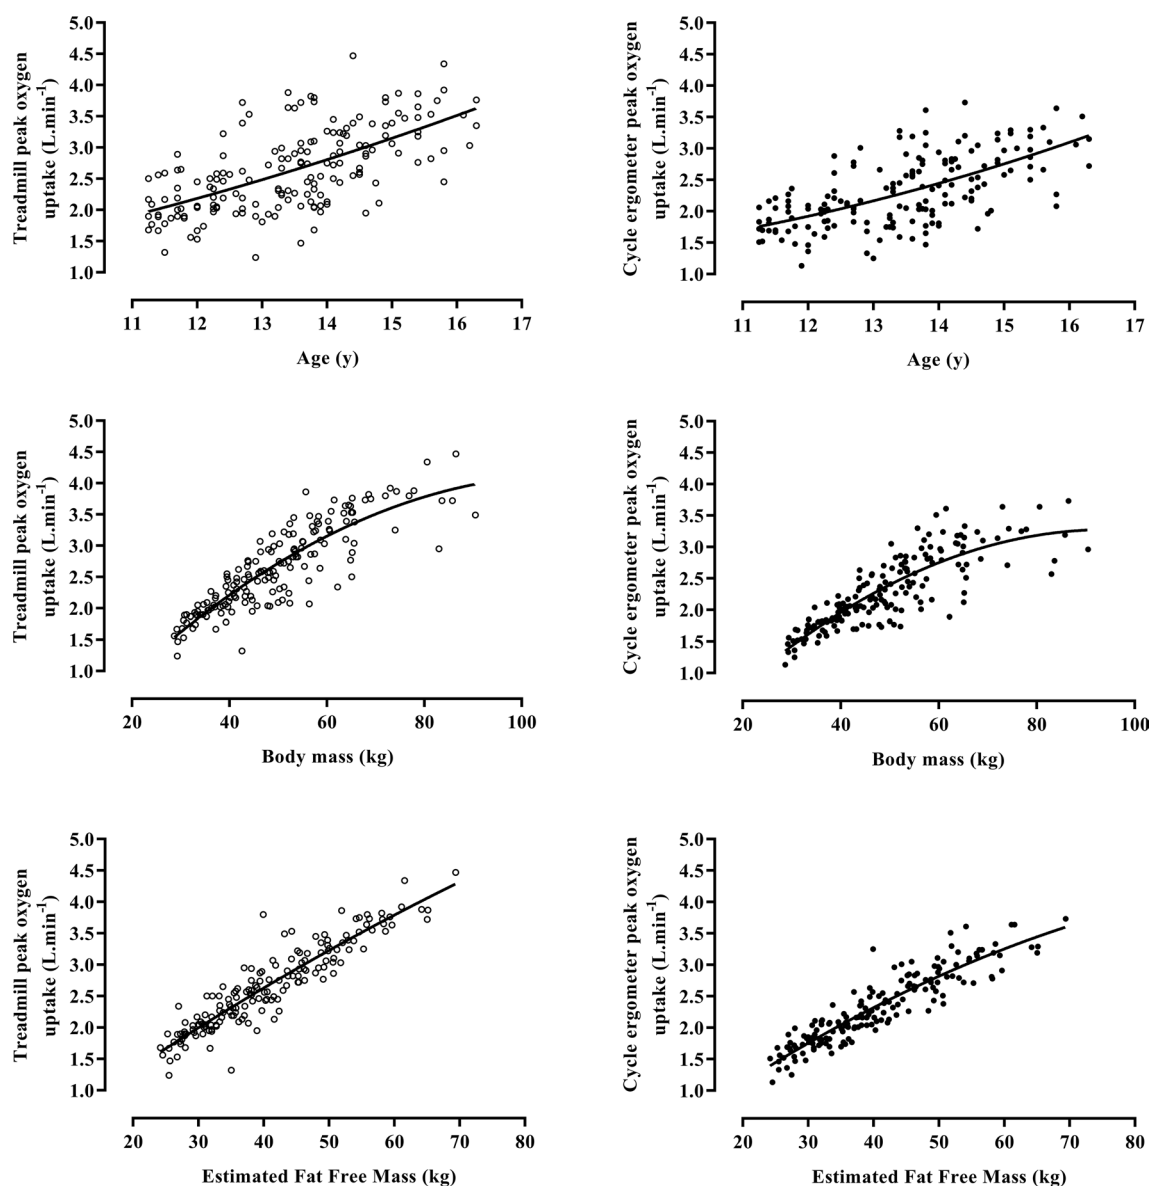 Treadmill peak oxygen
uptake (L.min-1)
5.0
4.5
4.0
3.5
3.0
2.5
2.0
1.5
1.0
11 12 13 14 15 16 17
Age (y)
Cycle ergometer peak oxygen
uptake (L.min-1)
5.0
4.5
4.0
3.5
3.0
2.5
2.0
1.5
1.0
11 12 13 14 15 16 17
Age (y)
Treadmill peak oxygen
uptake (L.min-1)
5.0
4.5
4.0
3.5
3.0
2.5
2.0
1.5
1.0
20 40 60 80 100
Body mass (kg)
Cycle ergometer peak oxygen
uptake (L.min-1)
5.0
4.5
4.0
3.5
3.0
2.5
2.0
1.5
1.0
20 40 60 80 100
Body mass (kg)
Treadmill peak oxygen
uptake (L.min-1)
5.0
4.5
4.0
3.5
3.0
2.5
2.0
1.5
1.0
20 30 40 50 60 70 80
Estimated Fat Free Mass (kg)
Cycle ergometer peak oxygen
uptake (L.min-1)
5.0
4.5
4.0
3.5
3.0
2.5
2.0
1.5
1.0
20 30 40 50 60 70 80
Estimated Fat Free Mass (kg)